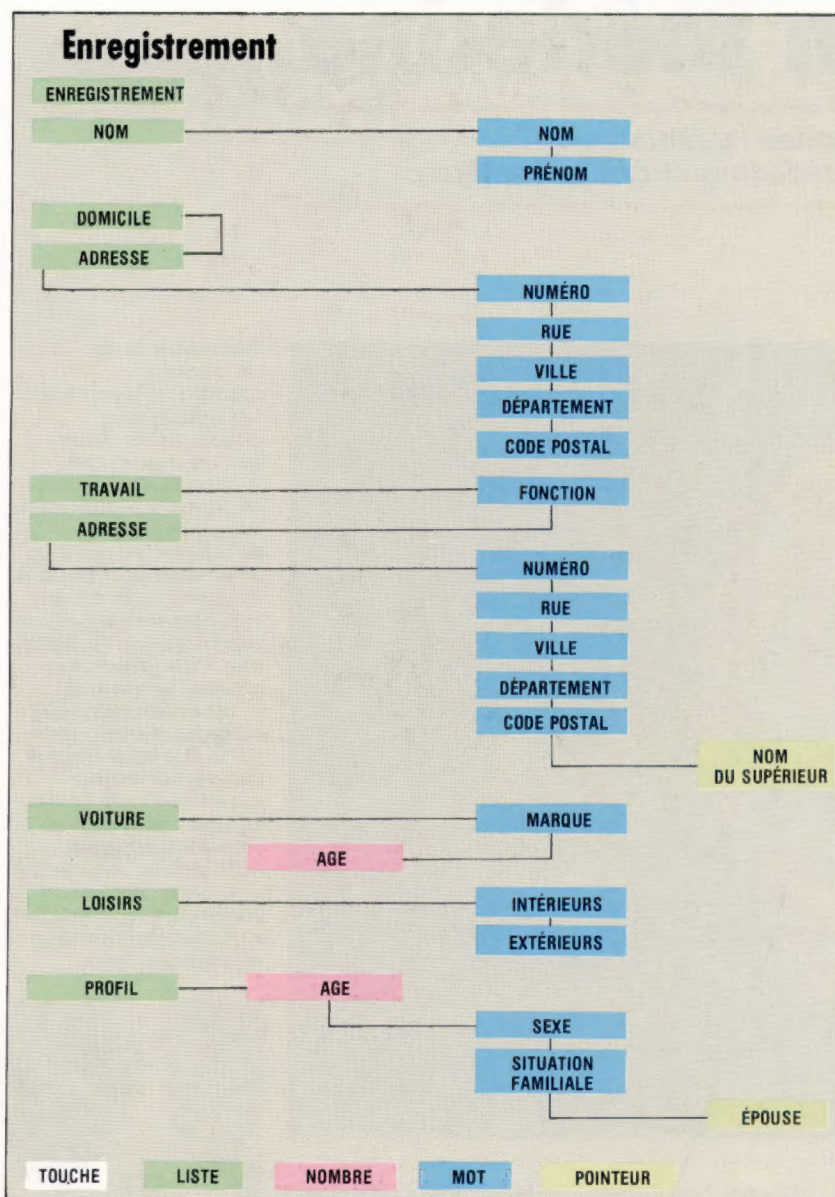 Enregistrement
ENREGISTREMENT
NOM NOM
PRÉNOM
DOMICILE
ADRESSE
NUMÉRO
RUE
VILLE
DÉPARTEMENT
CODE POSTAL
TRAVAIL FONCTION
ADRESSE
NUMÉRO
RUE
VILLE
DÉPARTEMENT
CODE POSTAL
NOM
DU SUPÉRIEUR
VOITURE MARQUE
AGE
LOISIRS INTÉRIEURS
EXTÉRIEURS
PROFIL AGE
SEXE
SITUATION
FAMILIALE
ÉPOUSE
TOUCHE LISTE NOMBRE MOT POINTEUR